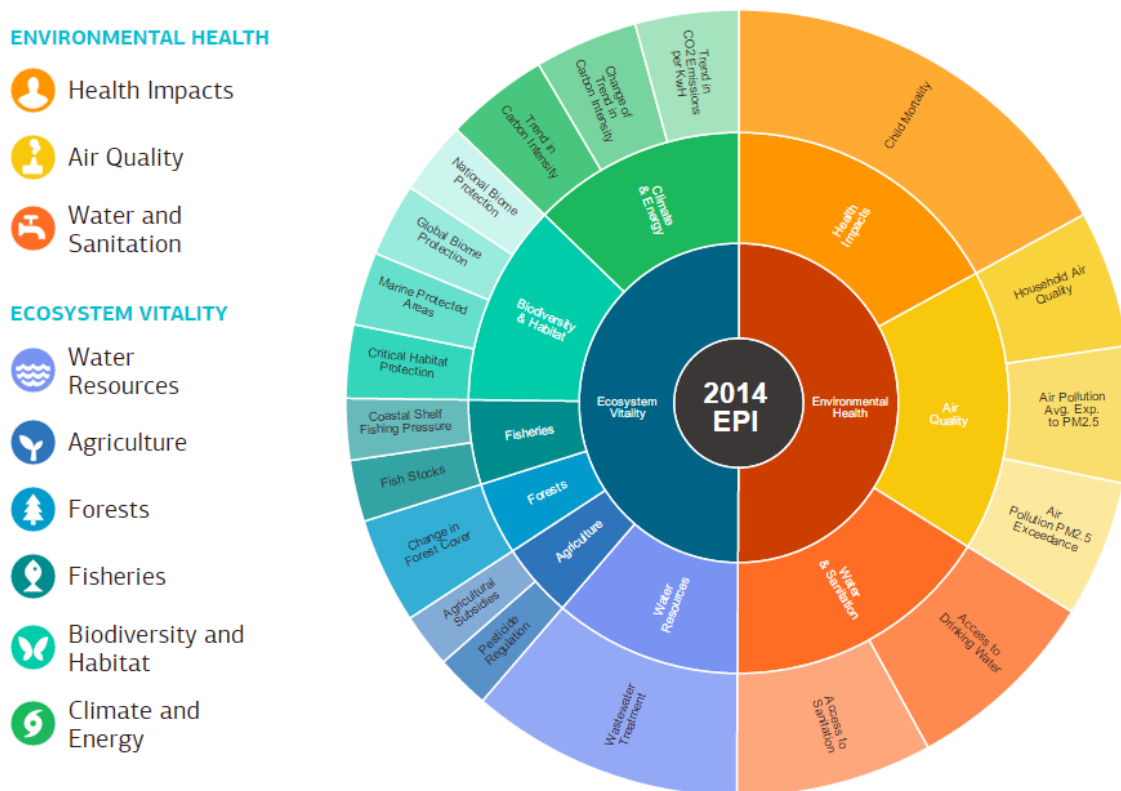 ENVIRONMENTAL HEALTH
Health Impacts
Air Quality
Water and
Sanitation
ECOSYSTEM VITALITY
Water
Resources
Agriculture
Forests
Fisheries
Biodiversity and
Habitat
Climate and
Energy
2014
EPI
Environmental
Health
Ecosystem
Vitality
Health
Impacts
Air
Quality
Water
& Sanitation
Water
Resources
Agriculture
Forests
Fisheries
Biodiversity
& Habitat
Climate
& Energy
Child Mortality
Household Air
Quality
Air Pollution
Avg. Exp.
to PM2.5
Air
Pollution PM2.5
Exceedance
Access to
Drinking Water
Access to
Sanitation
Wastewater
Treatment
Pesticide
Regulation
Agricultural
Subsidies
Change in
Forest Cover
Fish Stocks
Coastal Shelf
Fishing Pressure
Critical Habitat
Protection
Marine Protected
Areas
Global Biome
Protection
National Biome
Protection
Trend in
Carbon Intensity
Change of
Trend in
Carbon Intensity
Trend in
CO2 Emissions
per KwH